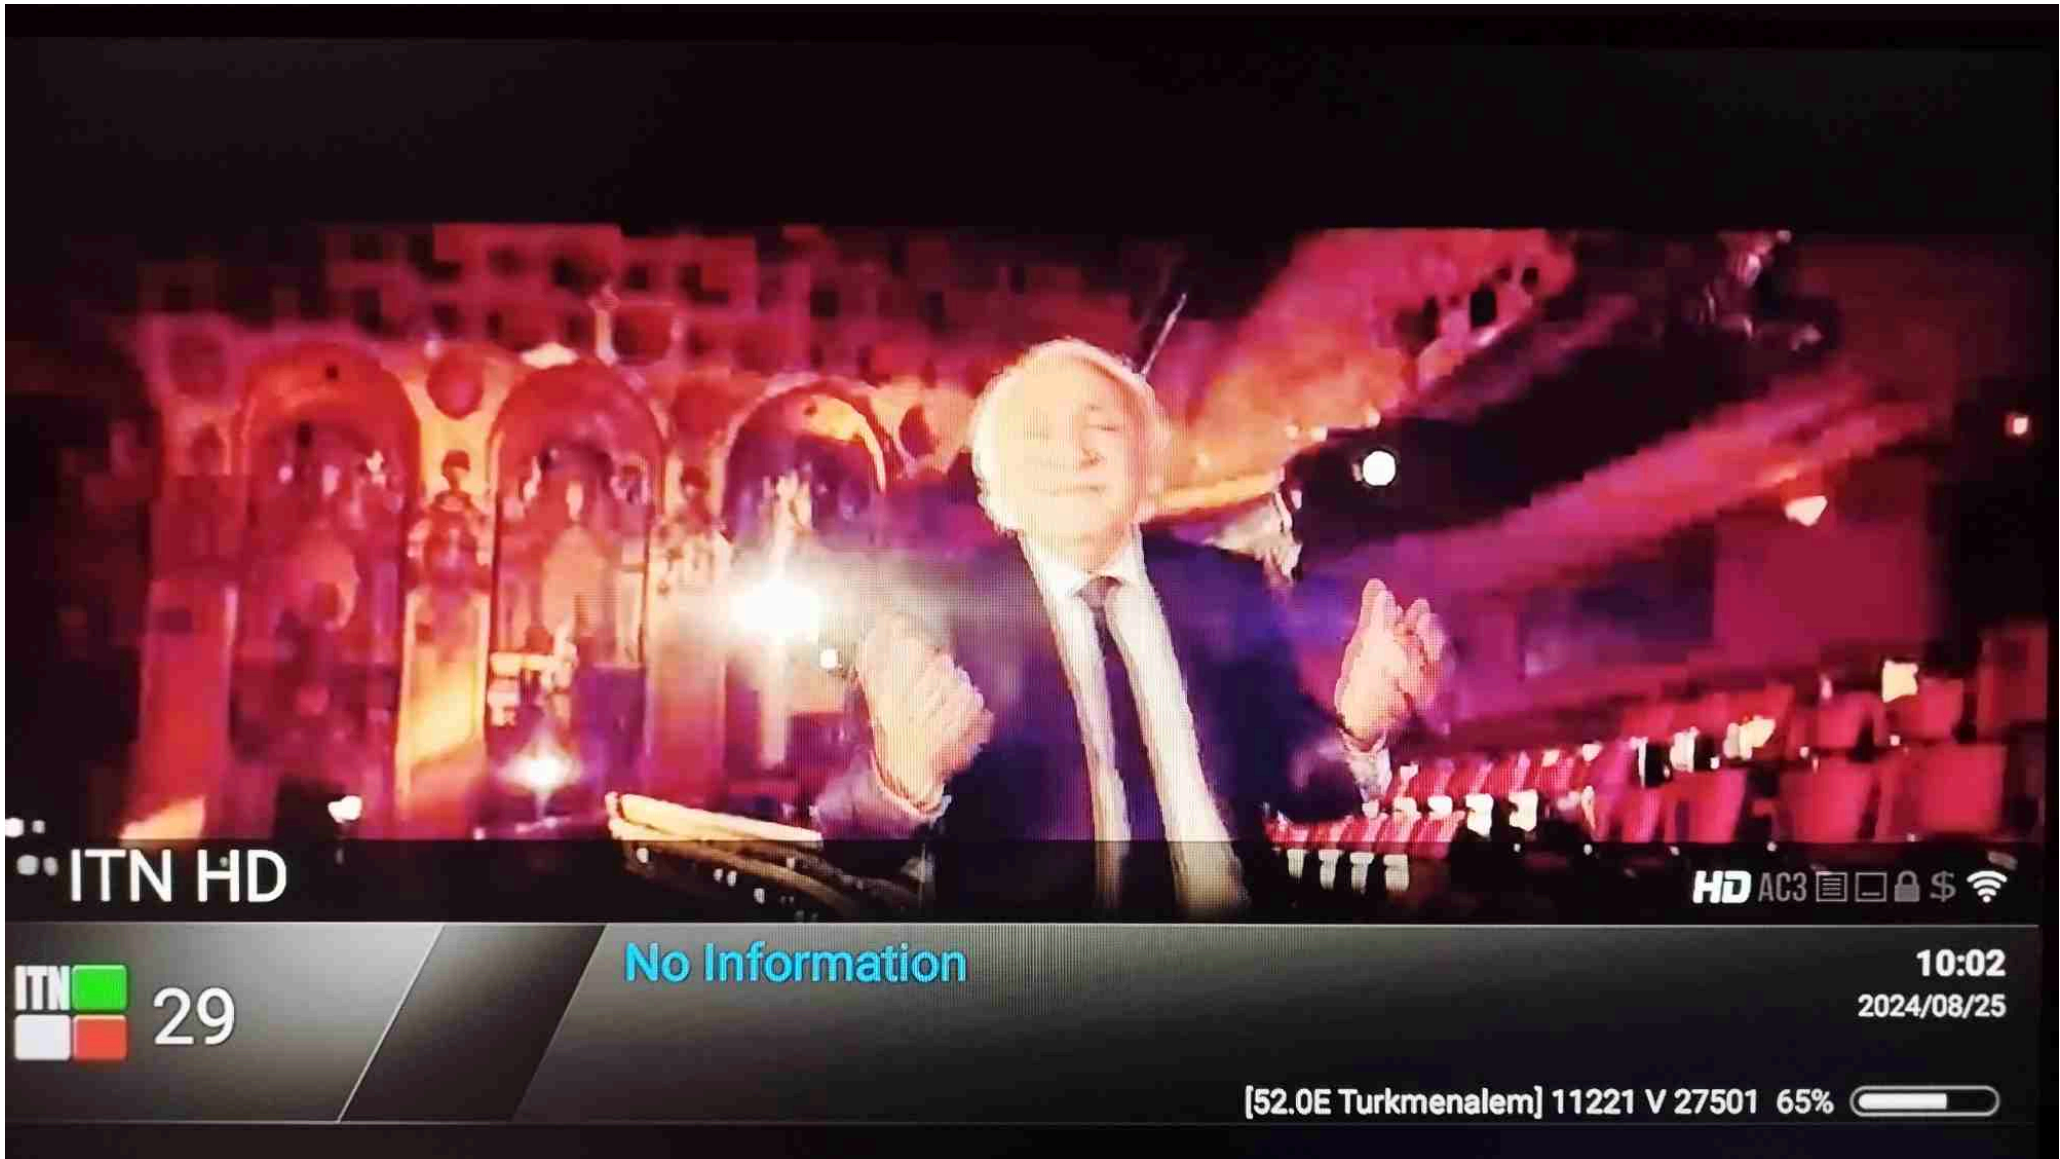 ITN HD
HD AC3 $
ITN
29
No Information
10:02
2024/08/25
[52.0E Turkmenalem] 11221 V 27501 65%